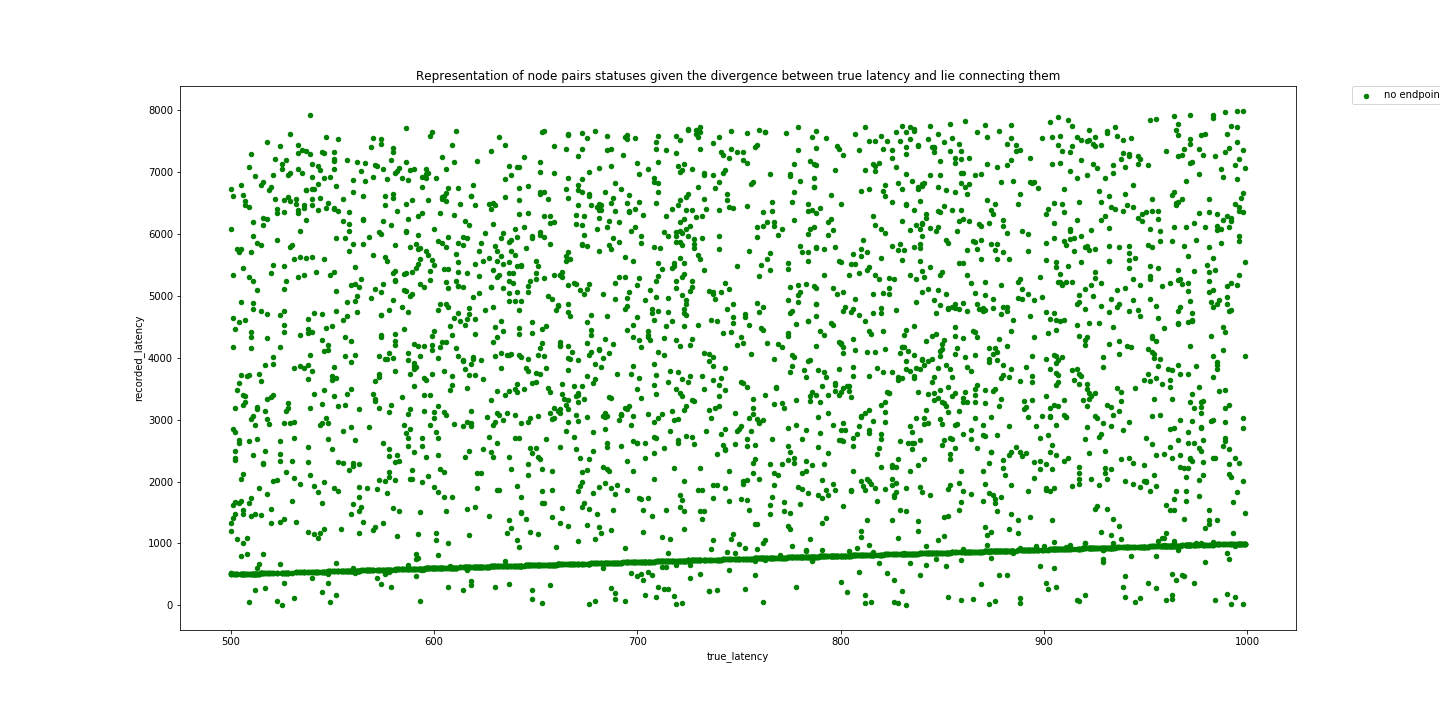 Representation of node pairs statuses given the divergence between true latency and lie connecting them
no endpoin
8000
7000
6000
5000
4000
3000
2000
1000
0
recorded_latency
500 600 700 800 900 1000
true_latency